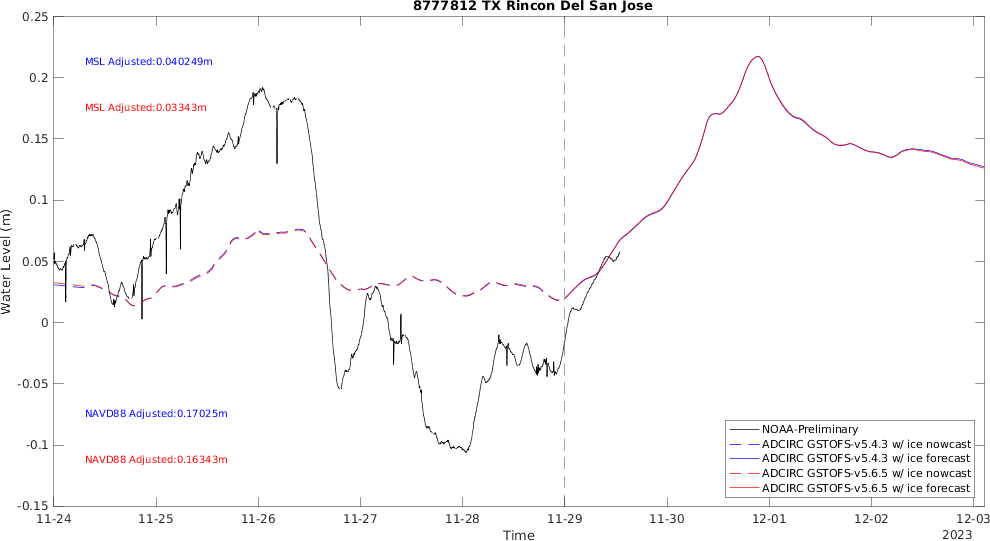 8777812 TX Rincon Del San Jose
0.25
0.2
0.15
0.1
0.05
0
-0.05
-0.1
-0.15
Water Level (m)
MSL Adjusted:0.040249m
MSL Adjusted:0.03343m
NAVD88 Adjusted:0.17025m
NAVD88 Adjusted:0.16343m
NOAA-Preliminary
ADCIRC GSTOFS-v5.4.3 w/ ice nowcast
ADCIRC GSTOFS-v5.4.3 w/ ice forecast
ADCIRC GSTOFS-v5.6.5 w/ ice nowcast
ADCIRC GSTOFS-v5.6.5 w/ ice forecast
11-24 11-25 11-26 11-27 11-28 11-29 11-30 12-01 12-02 12-03
Time
2023